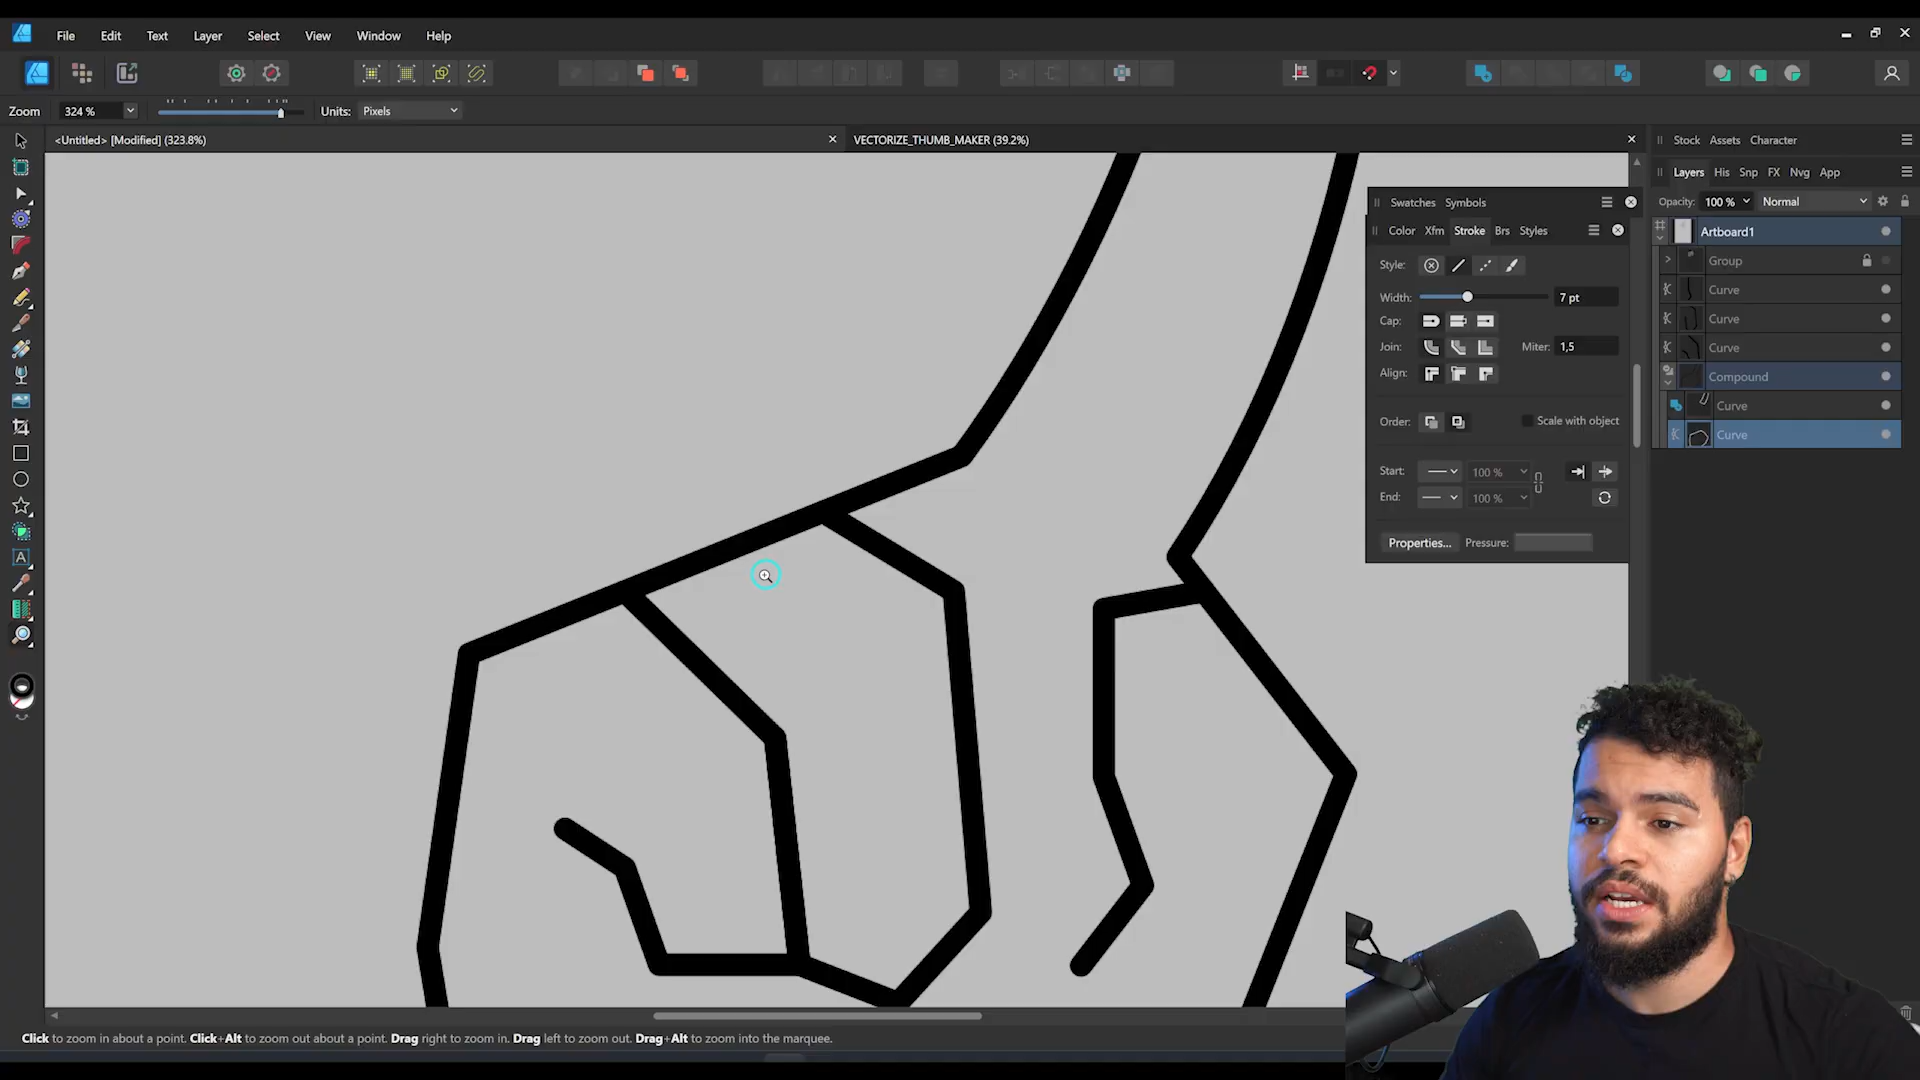 File Edit Text Layer Select View Window Help
Zoom 324 % Units: Pixels
<Untitled> [Modified] (323.8%)
VECTORIZE_THUMB_MAKER (39.2%)
Stock Assets Character
Layers His Snp FX Nvg App
Opacity: 100 % Normal
Artboard1
Group
Curve
Curve
Curve
Compound
Curve
Curve
Swatches Symbols
Color Xfm Stroke Brs Styles
Style:
Width: 7 pt
Cap:
Join: Miter: 1,5
Align:
Order: Scale with object
Start: 100 %
End: 100 %
Properties... Pressure:
Click to zoom in about a point. Click+Alt to zoom out about a point. Drag right to zoom in. Drag left to zoom out. Drag+Alt to zoom into the marquee.